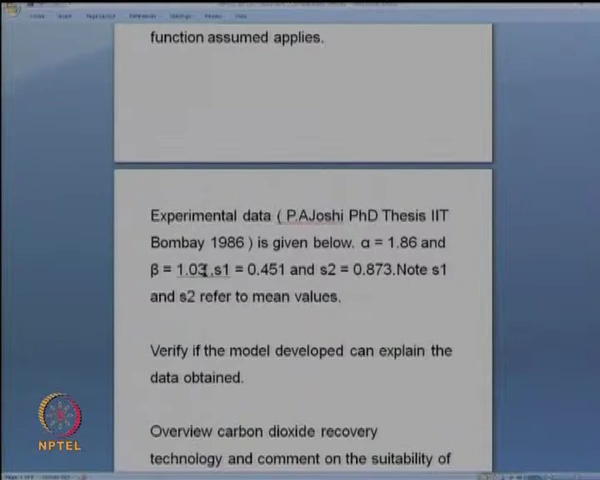 function assumed applies.
Experimental data ( P.AJoshi PhD Thesis IIT
Bombay 1986 ) is given below. α = 1.86 and
β = 1.03,s1 = 0.451 and s2 = 0.873.Note s1
and s2 refer to mean values.
Verify if the model developed can explain the
data obtained.
Overview carbon dioxide recovery
technology and comment on the suitability of
NPTEL